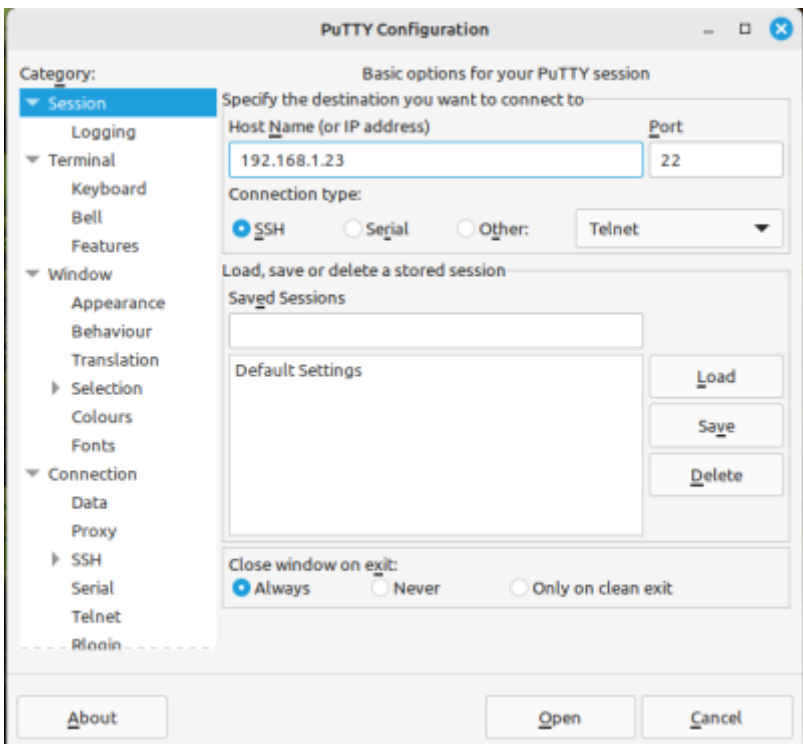 PuTTY Configuration
Category:
Session
Logging
Terminal
Keyboard
Bell
Features
Window
Appearance
Behaviour
Translation
Selection
Colours
Fonts
Connection
Data
Proxy
SSH
Serial
Telnet
Rlogin
Basic options for your PuTTY session
Specify the destination you want to connect to
Host Name (or IP address) Port
192.168.1.23 22
Connection type:
SSH Serial Other: Telnet
Load, save or delete a stored session
Saved Sessions
Default Settings
Load
Save
Delete
Close window on exit:
Always Never Only on clean exit
About Open Cancel